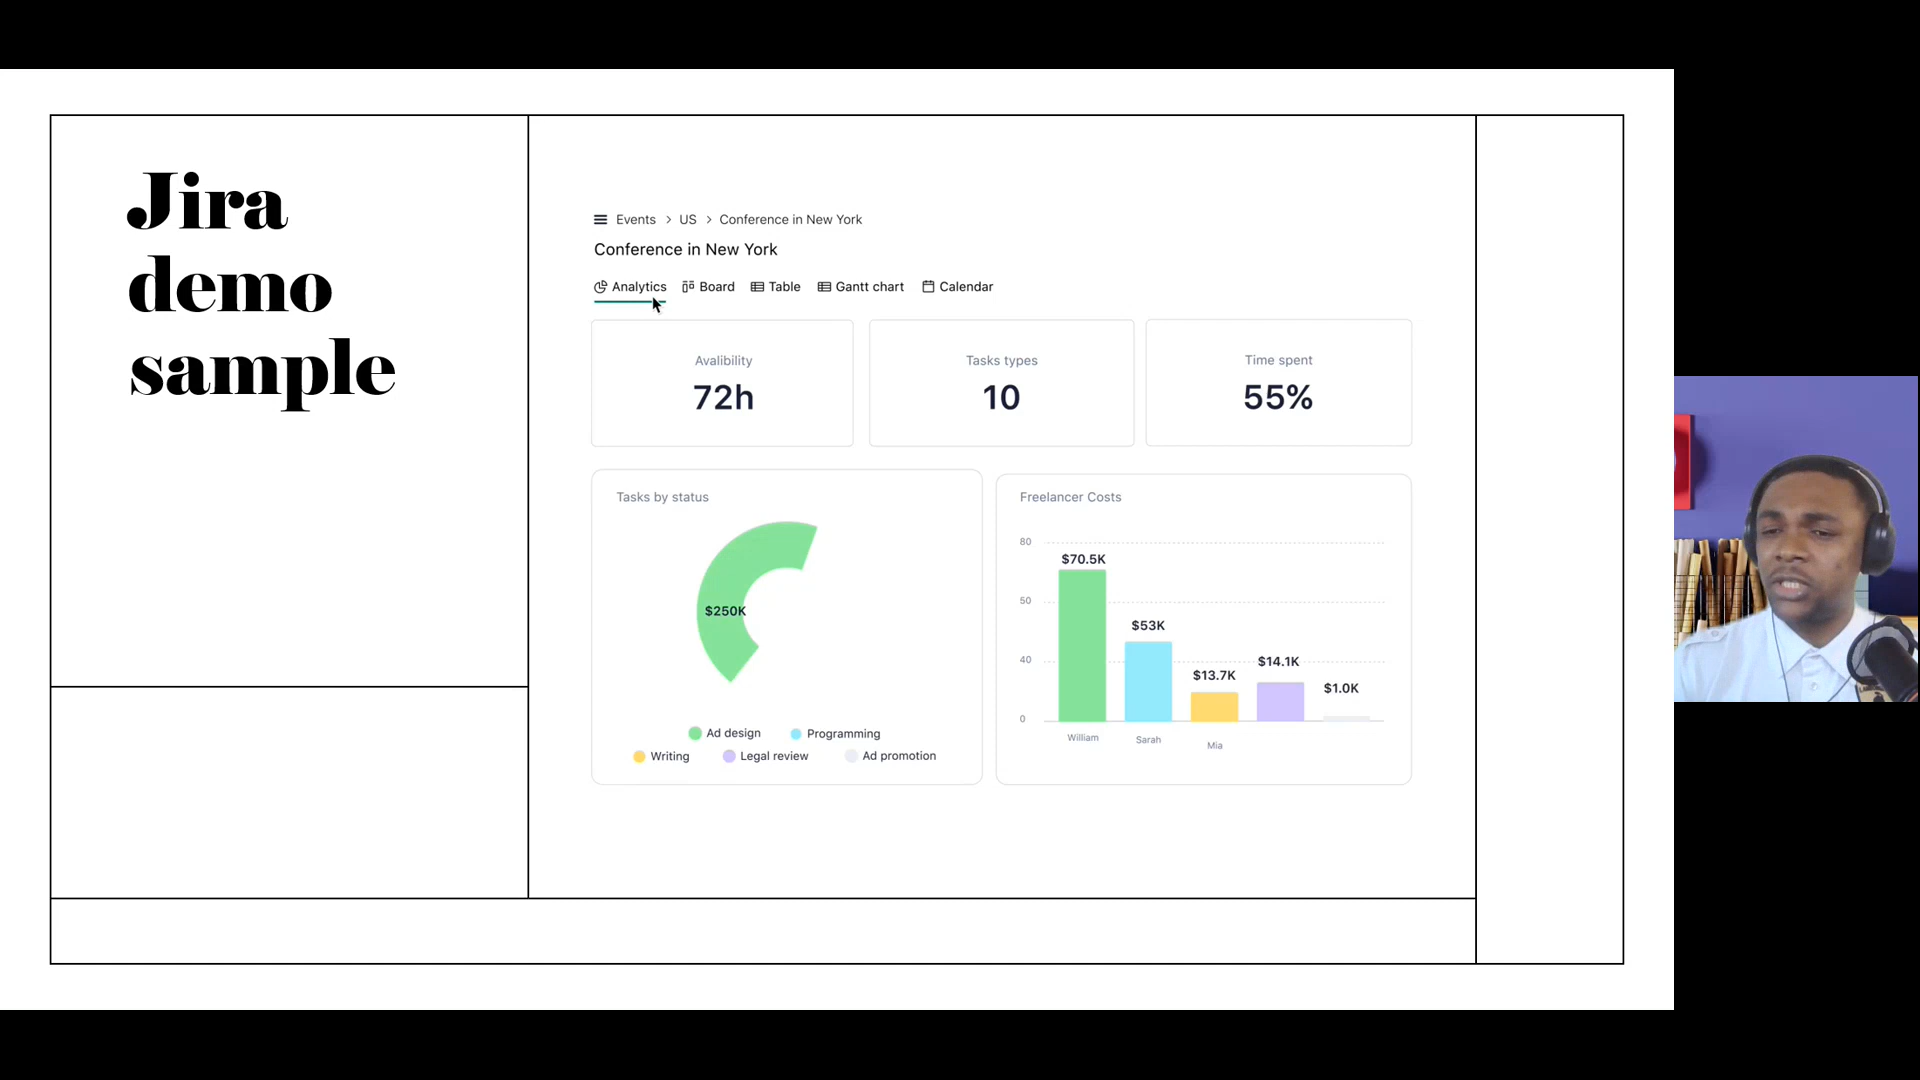 Jira
demo
sample
Events > US > Conference in New York
Conference in New York
Analytics Board Table Gantt chart Calendar
Avalibility
72h
Tasks types
10
Time spent
55%
Tasks by status
$250K
Ad design Programming
Writing Legal review Ad promotion
Freelancer Costs
80
50
40
0
$70.5K
$53K
$13.7K
$14.1K
$1.0K
William
Sarah
Mia